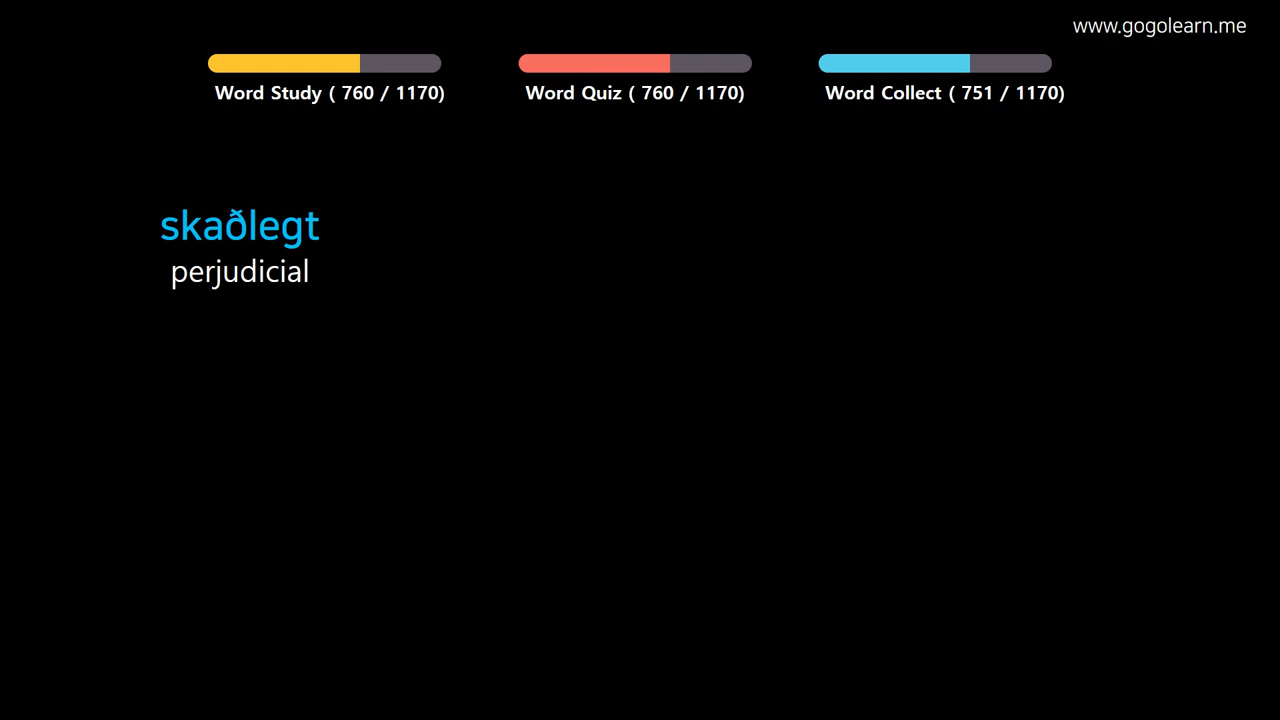 www.gogolearn.me
Word Study ( 760 / 1170)
Word Quiz ( 760 / 1170)
Word Collect ( 751 / 1170)
skaðlegt
perjudicial